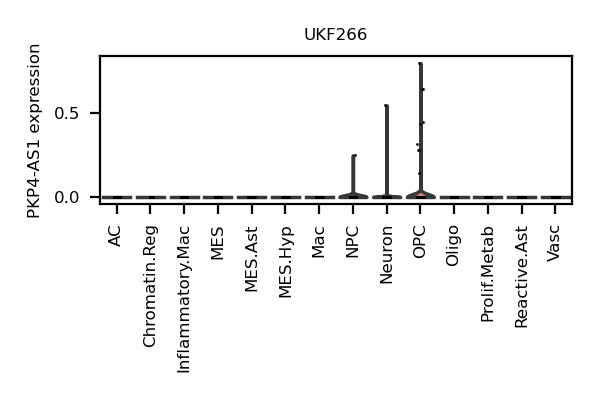 UKF266
PKP4-AS1 expression
0.5
0.0
AC
Chromatin.Reg
Inflammatory.Mac
MES
MES.Ast
MES.Hyp
Mac
NPC
Neuron
OPC
Oligo
Prolif.Metab
Reactive.Ast
Vasc